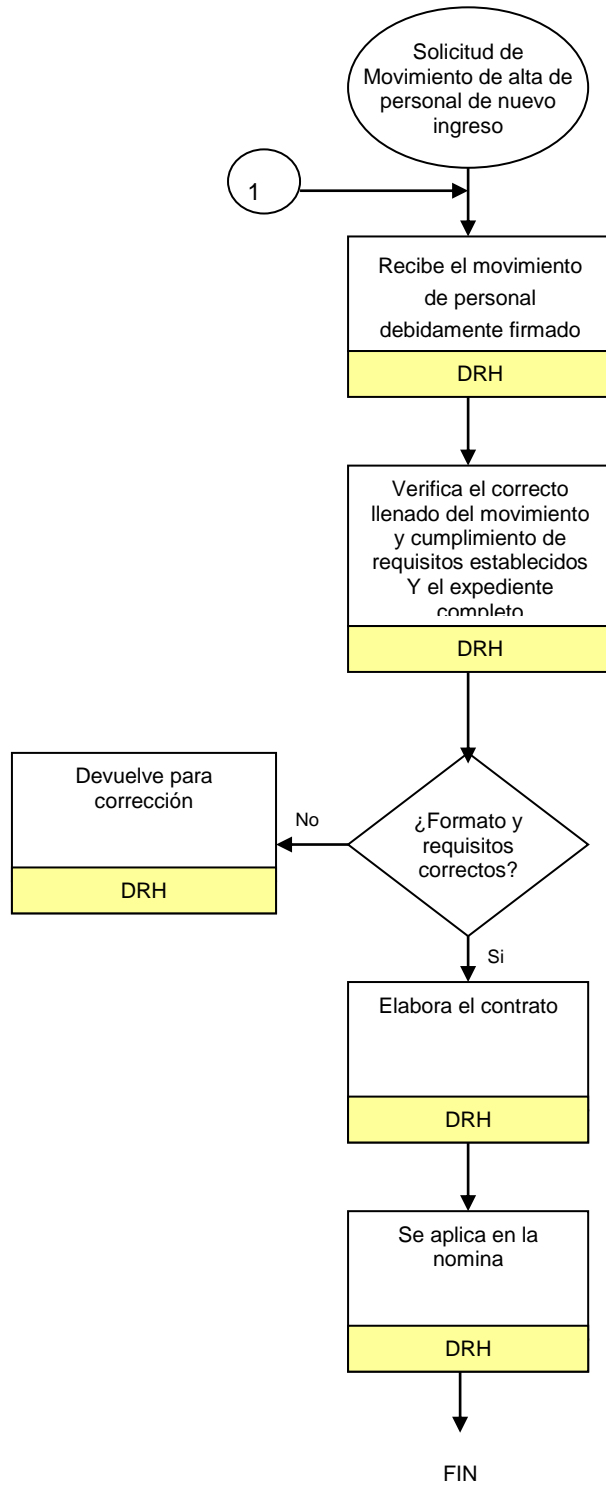 Solicitud de
Movimiento de alta de
personal de nuevo
ingreso
1
Recibe el movimiento
de personal
debidamente firmado
DRH
Verifica el correcto
llenado del movimiento
y cumplimiento de
requisitos establecidos
Y el expediente
completo
DRH
Devuelve para
corrección
DRH
No
¿Formato y
requisitos
correctos?
Si
Elabora el contrato
DRH
Se aplica en la
nomina
DRH
FIN